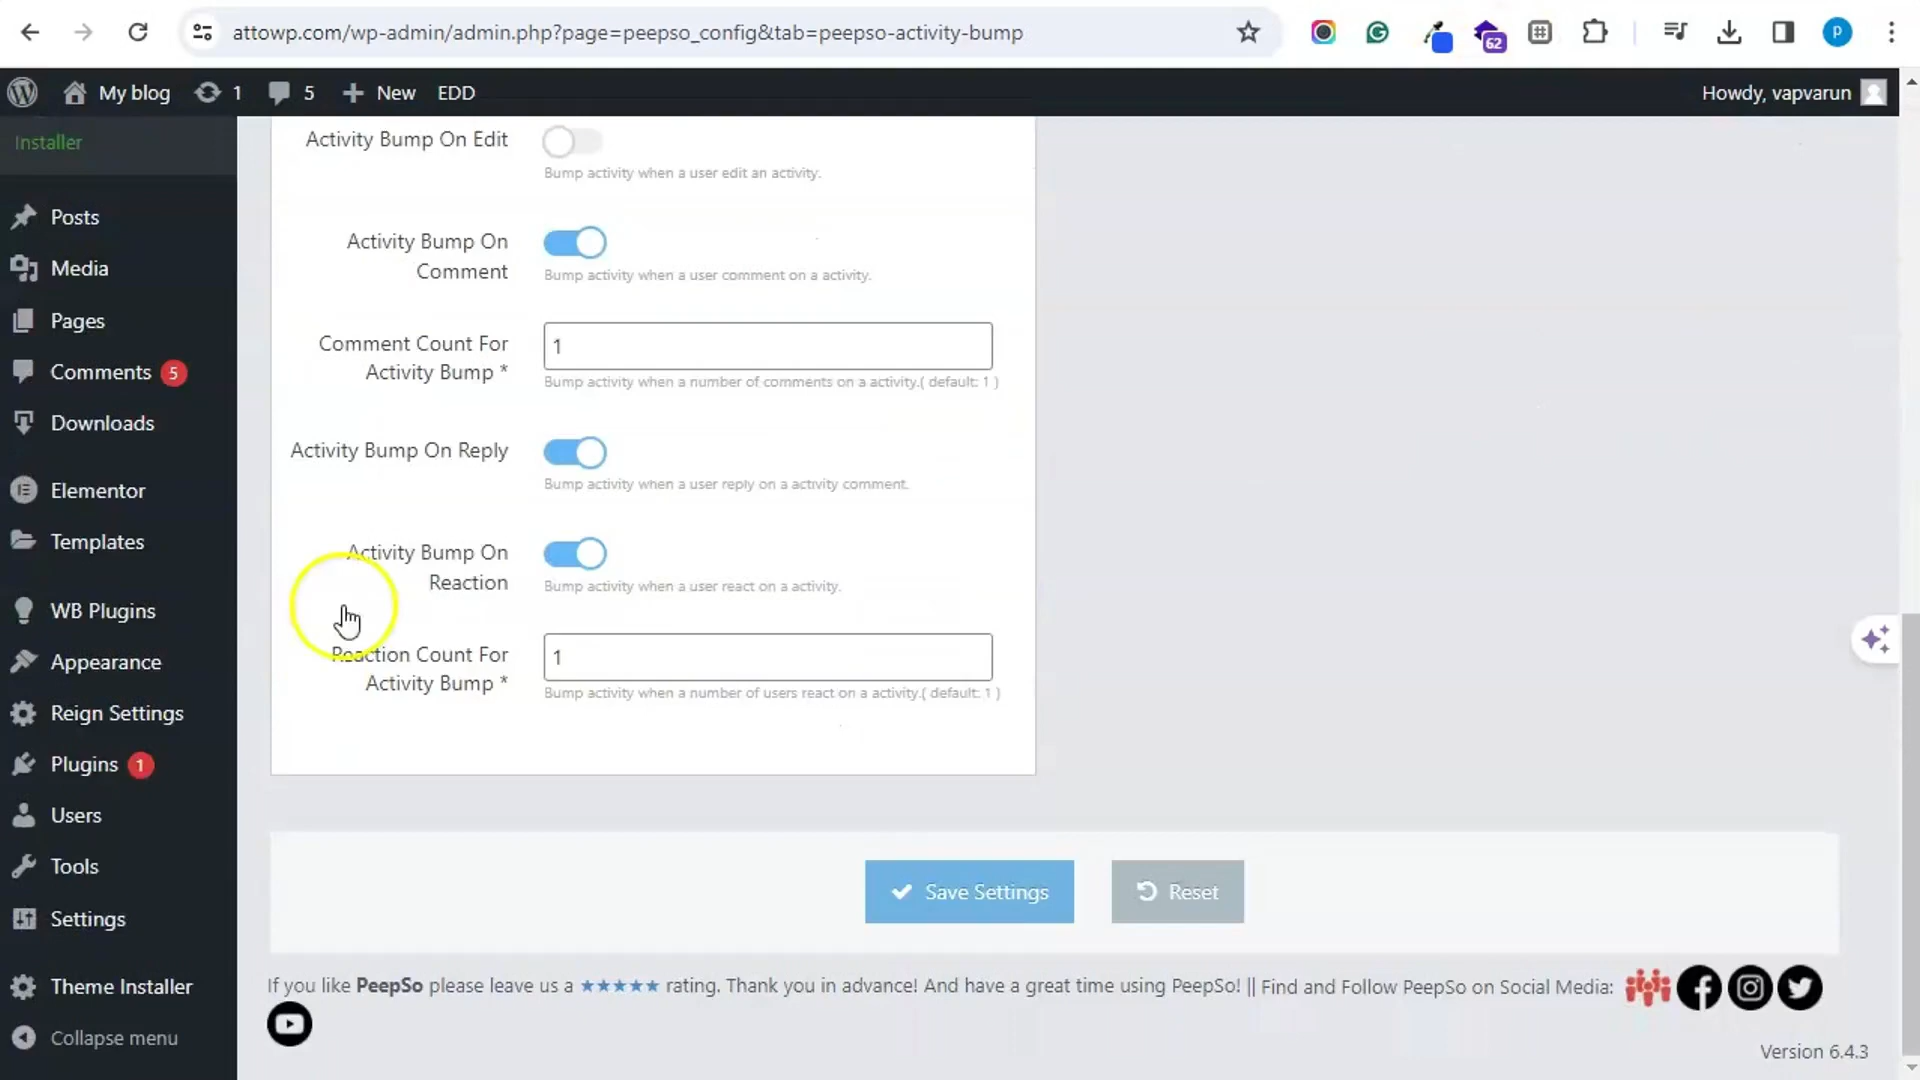 attowp.com/wp-admin/admin.php?page=peepso_config&tab=peepso-activity-bump
62
P
My blog 1 5 New EDD
Howdy, vapvarun
Installer
Posts
Media
Pages
Comments 5
Downloads
Elementor
Templates
WB Plugins
Appearance
Reign Settings
Plugins 1
Users
Tools
Settings
Theme Installer
Collapse menu
Activity Bump On Edit
Bump activity when a user edit an activity.
Activity Bump On
Comment
Bump activity when a user comment on a activity.
Comment Count For
Activity Bump *
1
Bump activity when a number of comments on a activity.( default: 1 )
Activity Bump On Reply
Bump activity when a user reply on a activity comment.
Activity Bump On
Reaction
Bump activity when a user react on a activity.
Reaction Count For
Activity Bump *
1
Bump activity when a number of users react on a activity.( default: 1 )
Save Settings
Reset
If you like PeepSo please leave us a ★★★★★ rating. Thank you in advance! And have a great time using PeepSo! || Find and Follow PeepSo on Social Media:
Version 6.4.3